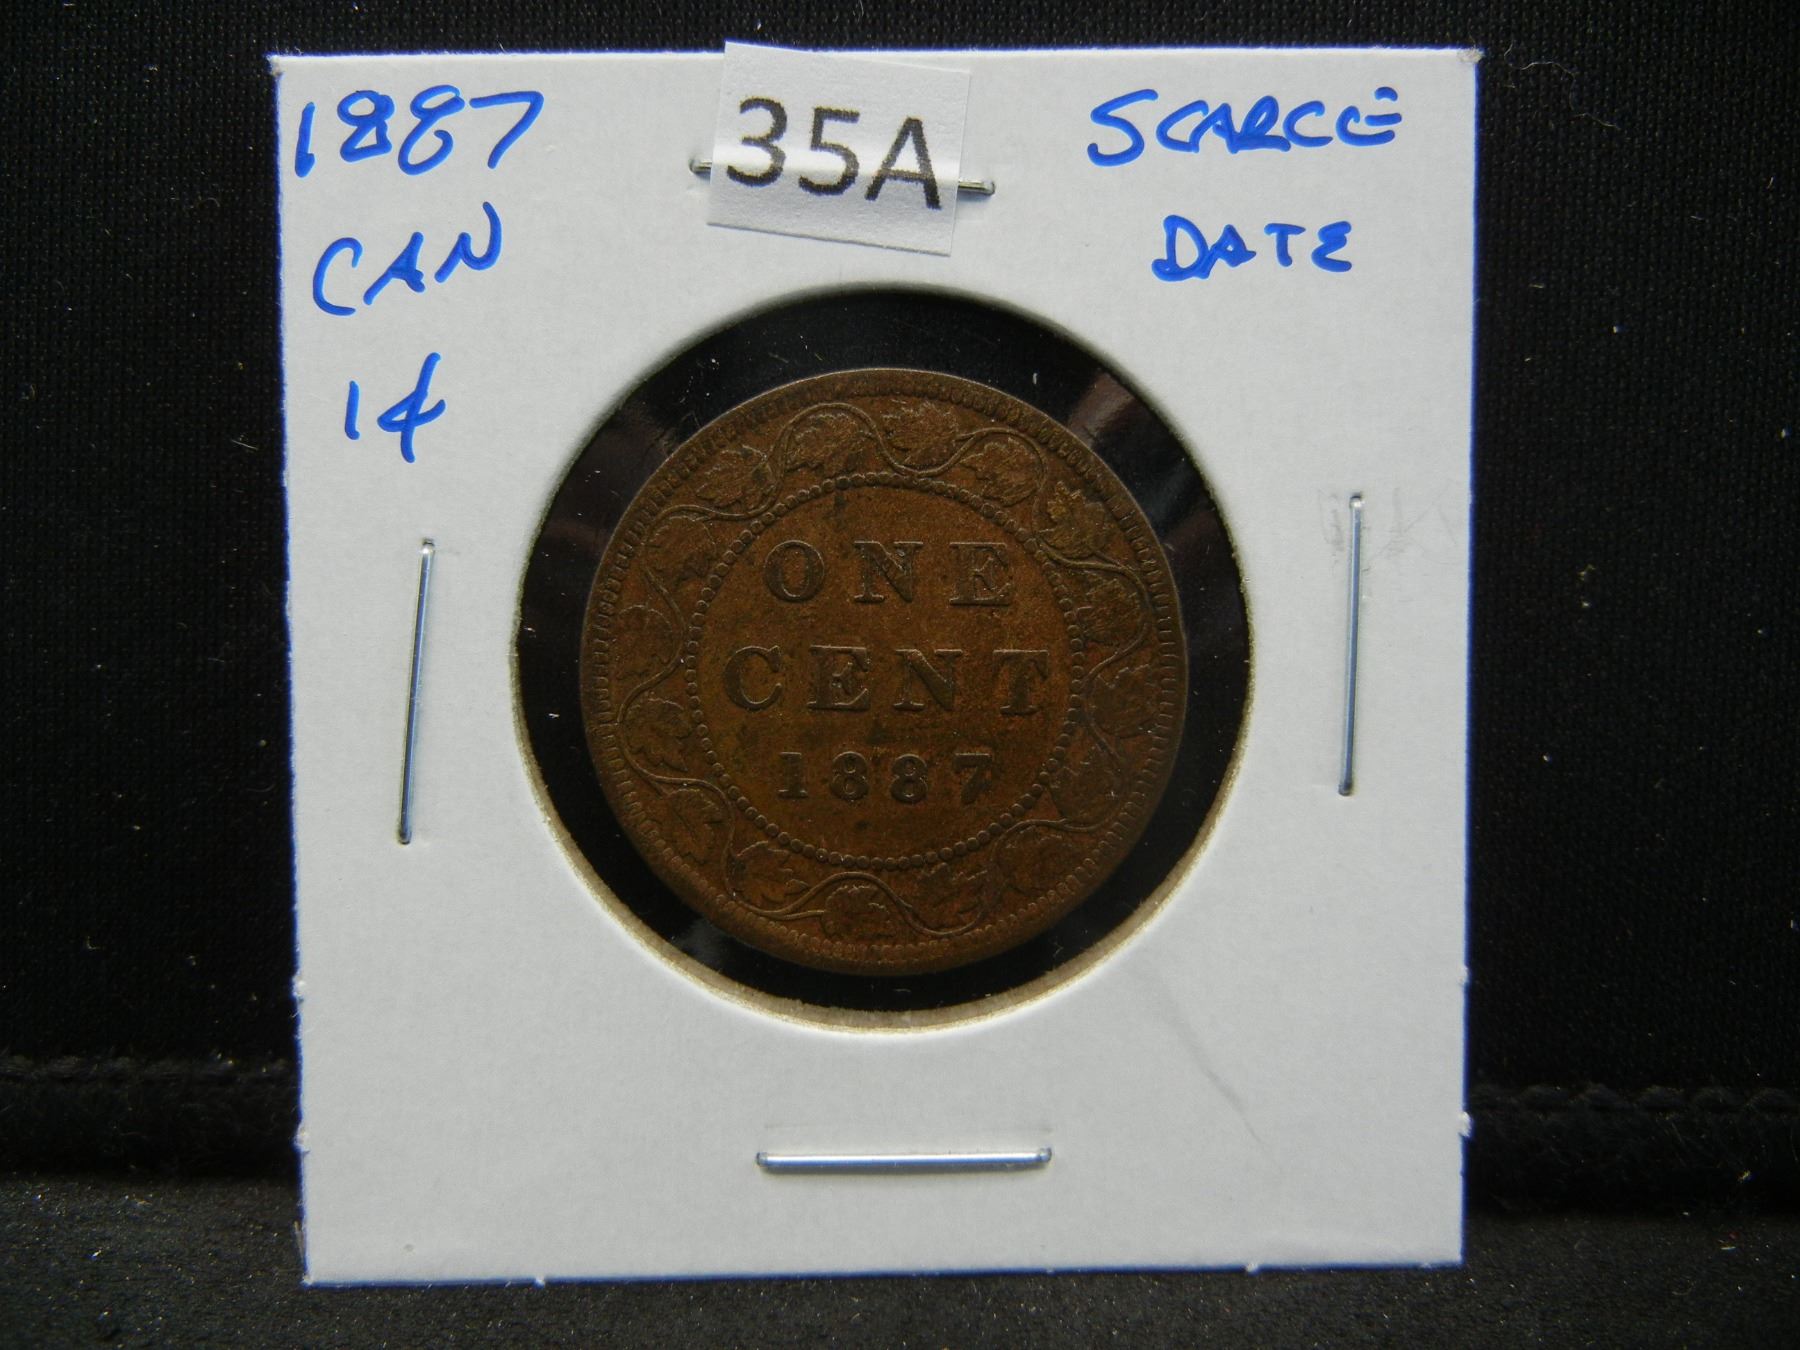 1887
CAN
1¢
35A
SCARCE
DATE
ONE
CENT
1887